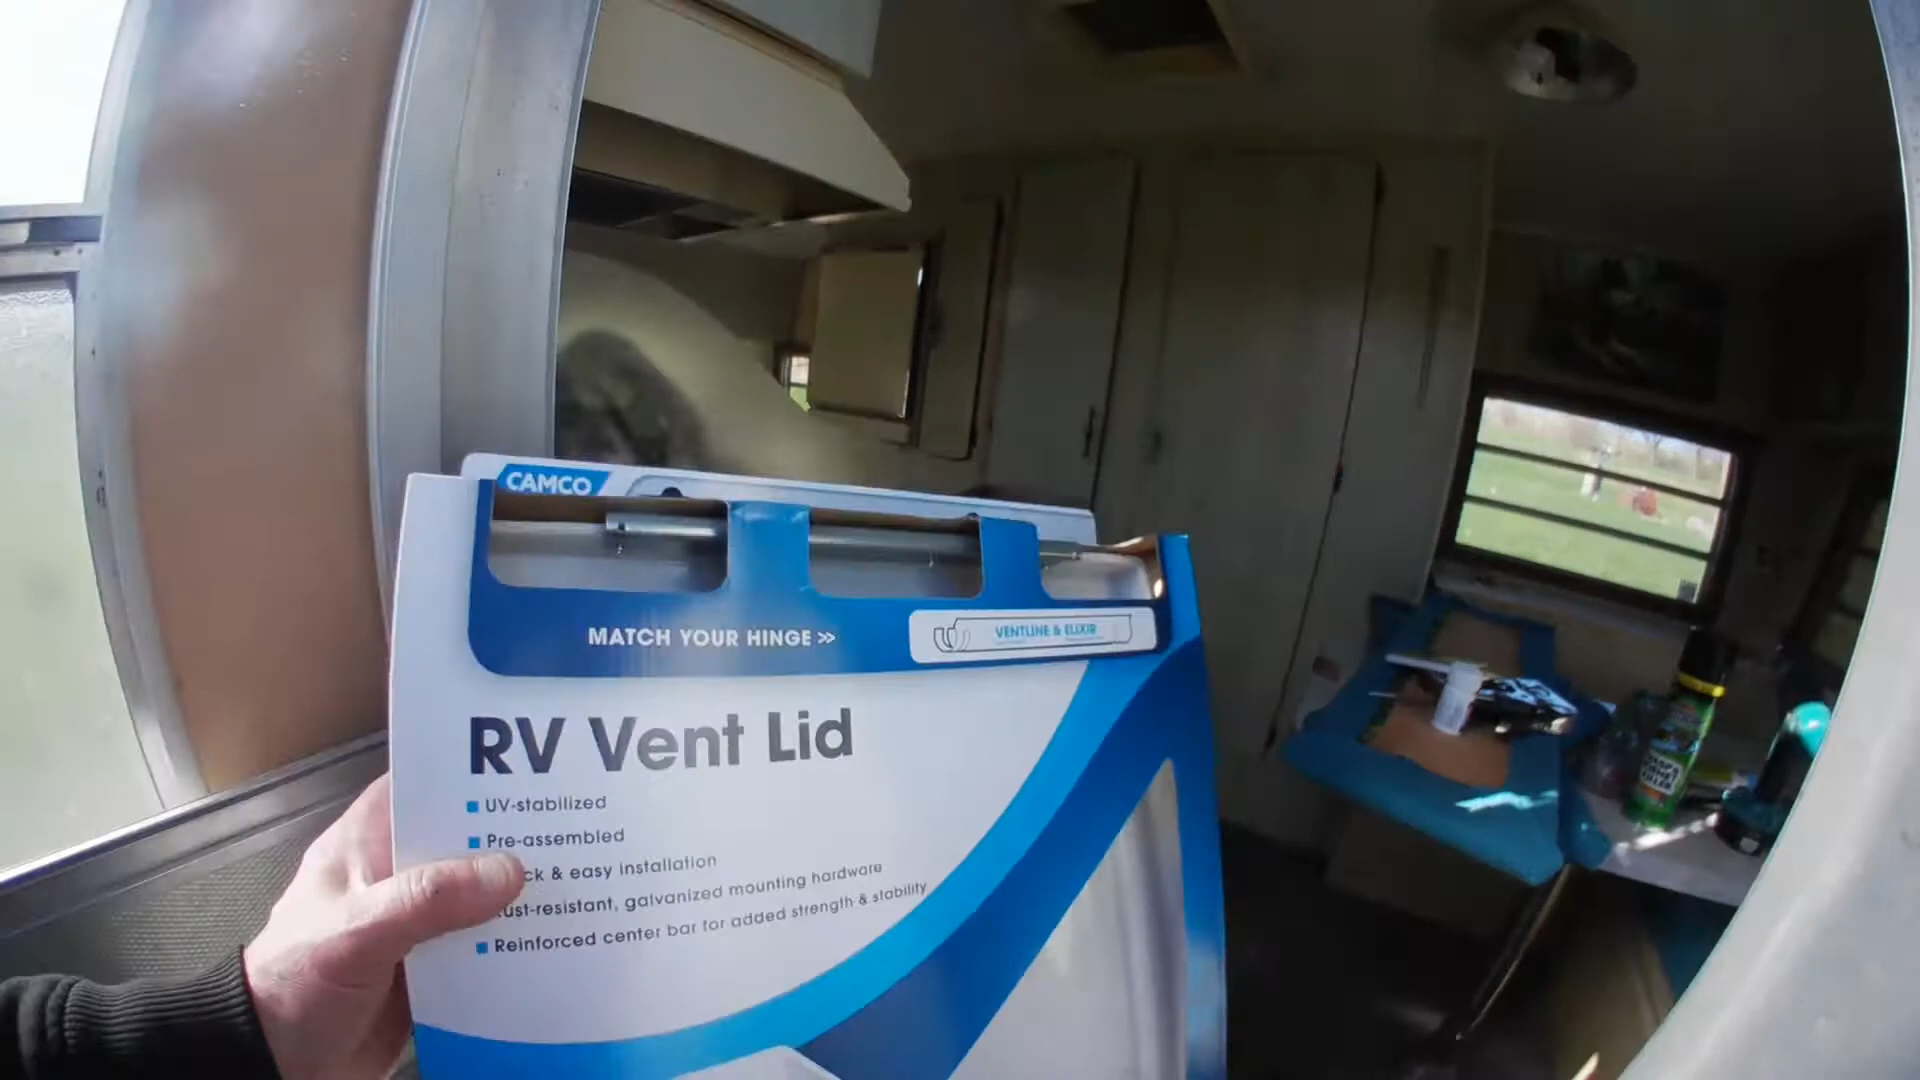 CAMCO
MATCH YOUR HINGE >>
VENTLINE & ELIXIR
RV Vent Lid
UV-stabilized
Pre-assembled
ck & easy installation
ust-resistant, galvanized mounting hardware
Reinforced center bar for added strength & stability
KILLER